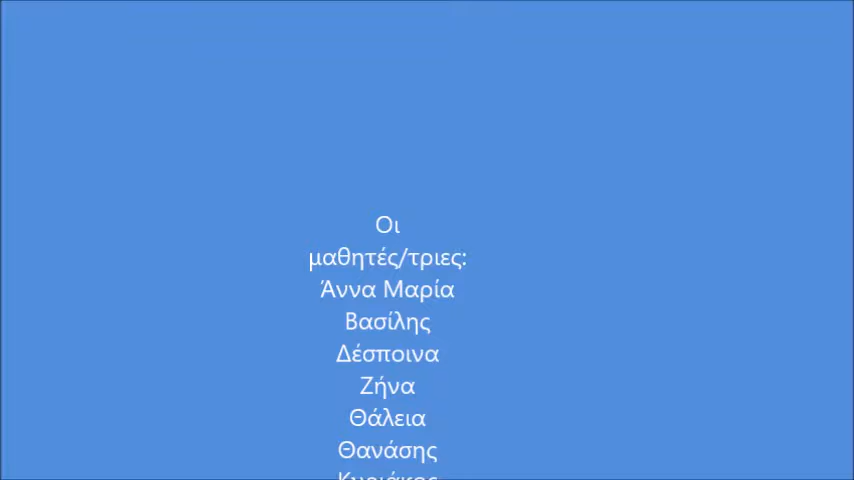 Οι
μαθητές/τριες:
Άννα Μαρία
Βασίλης
Δέσποινα
Ζήνα
Θάλεια
Θανάσης